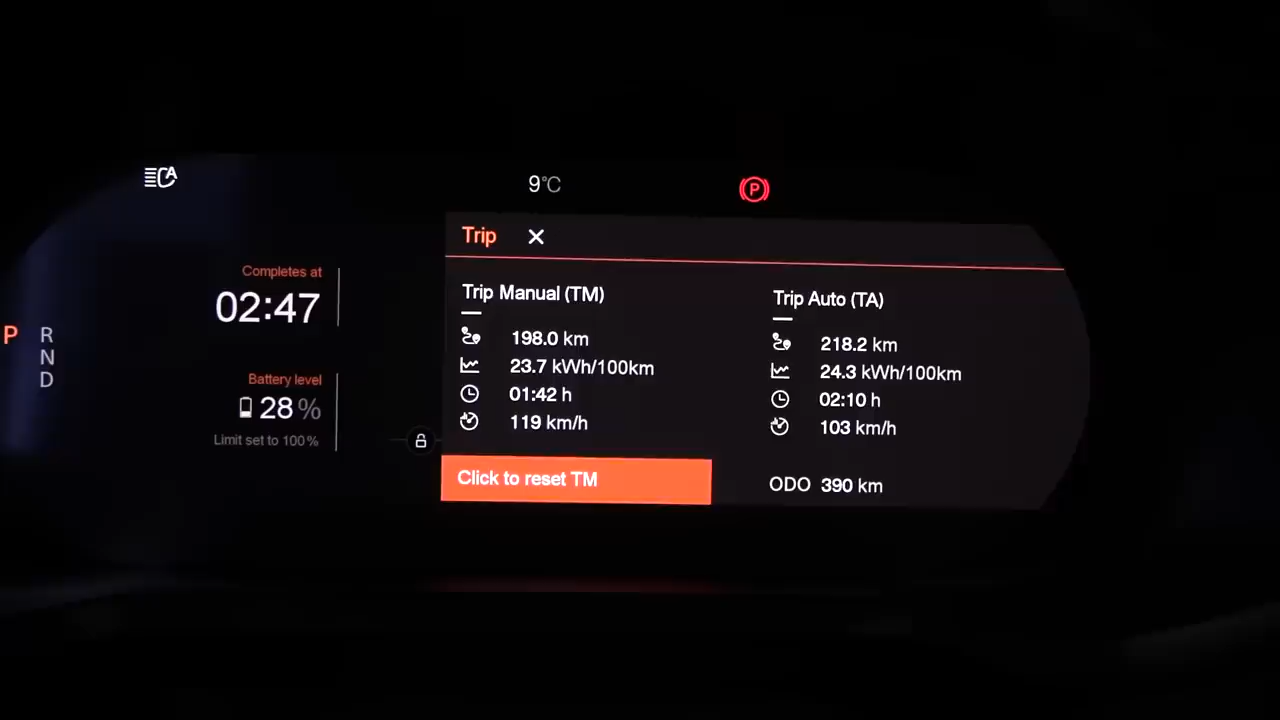 9°C
P
Trip
Completes at
02:47
Trip Manual (TM)
198.0 km
23.7 kWh/100km
01:42 h
119 km/h
Trip Auto (TA)
218.2 km
24.3 kWh/100km
02:10 h
103 km/h
P R
N
D
Battery level
28 %
Limit set to 100%
Click to reset TM
ODO 390 km
A